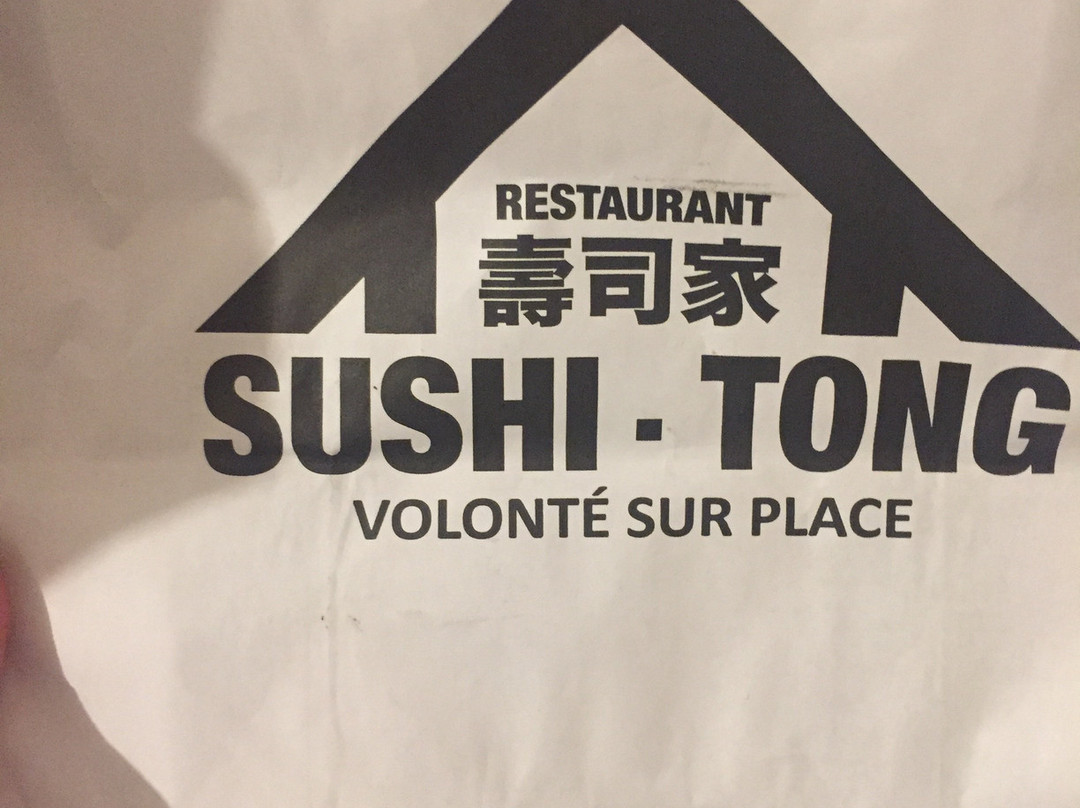 RESTAURANT
壽司家
SUSHI · TONG
VOLONTÉ SUR PLACE